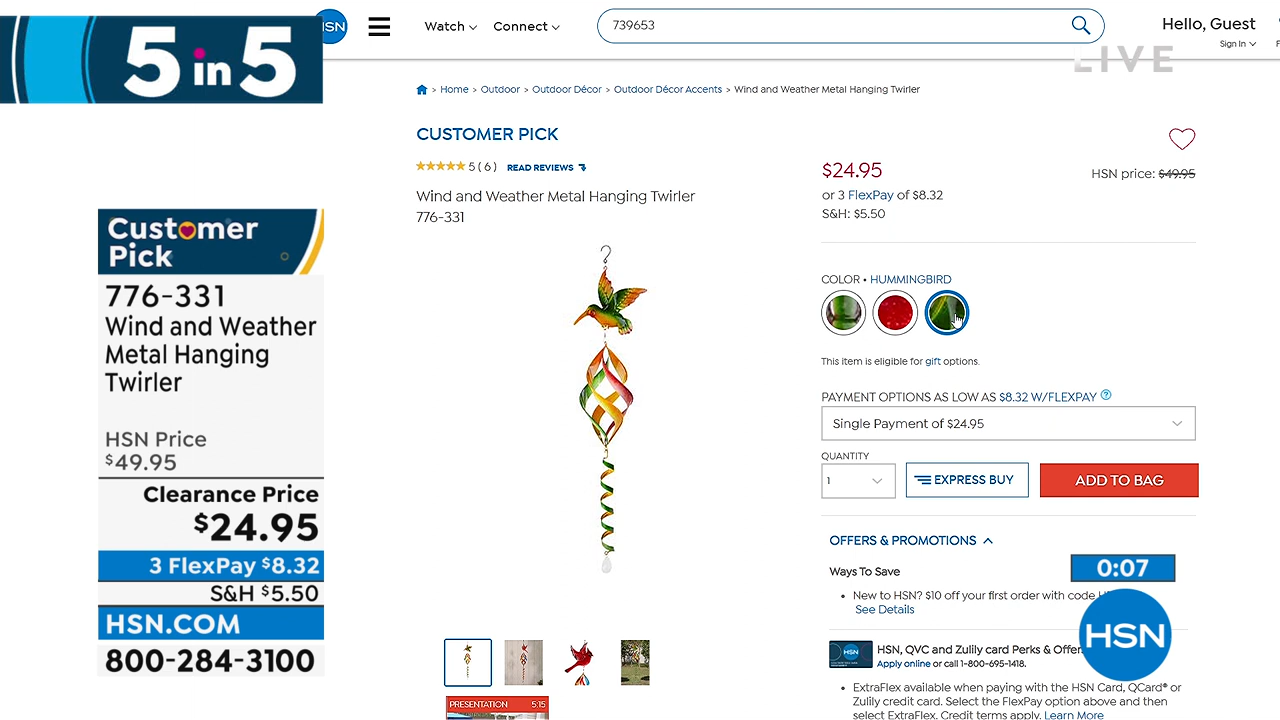 5 in 5
HSN
Watch
Connect
739653
Hello, Guest
Sign In
LIVE
> Home > Outdoor > Outdoor Décor > Outdoor Décor Accents > Wind and Weather Metal Hanging Twirler
CUSTOMER PICK
5 ( 6 ) READ REVIEWS
Wind and Weather Metal Hanging Twirler
776-331
$24.95
HSN price: $49.95
or 3 FlexPay of $8.32
S&H: $5.50
COLOR • HUMMINGBIRD
This item is eligible for gift options.
PAYMENT OPTIONS AS LOW AS $8.32 W/FLEXPAY ?
Single Payment of $24.95
QUANTITY
1
EXPRESS BUY
ADD TO BAG
OFFERS & PROMOTIONS
Ways To Save
0:07
• New to HSN? $10 off your first order with code
See Details
HSN
HSN, QVC and Zulily card Perks &
Apply online or call 1-800-695-1418.
• ExtraFlex available when paying with the HSN Card, QCard® or
Zulily credit card. Select the FlexPay option above and then
select ExtraFlex. Credit terms apply. Learn More
HSN
PRESENTATION 5:15
Customer
Pick
776-331
Wind and Weather
Metal Hanging
Twirler
HSN Price
$49.95
Clearance Price
$24.95
3 FlexPay $8.32
S&H $5.50
HSN.COM
800-284-3100